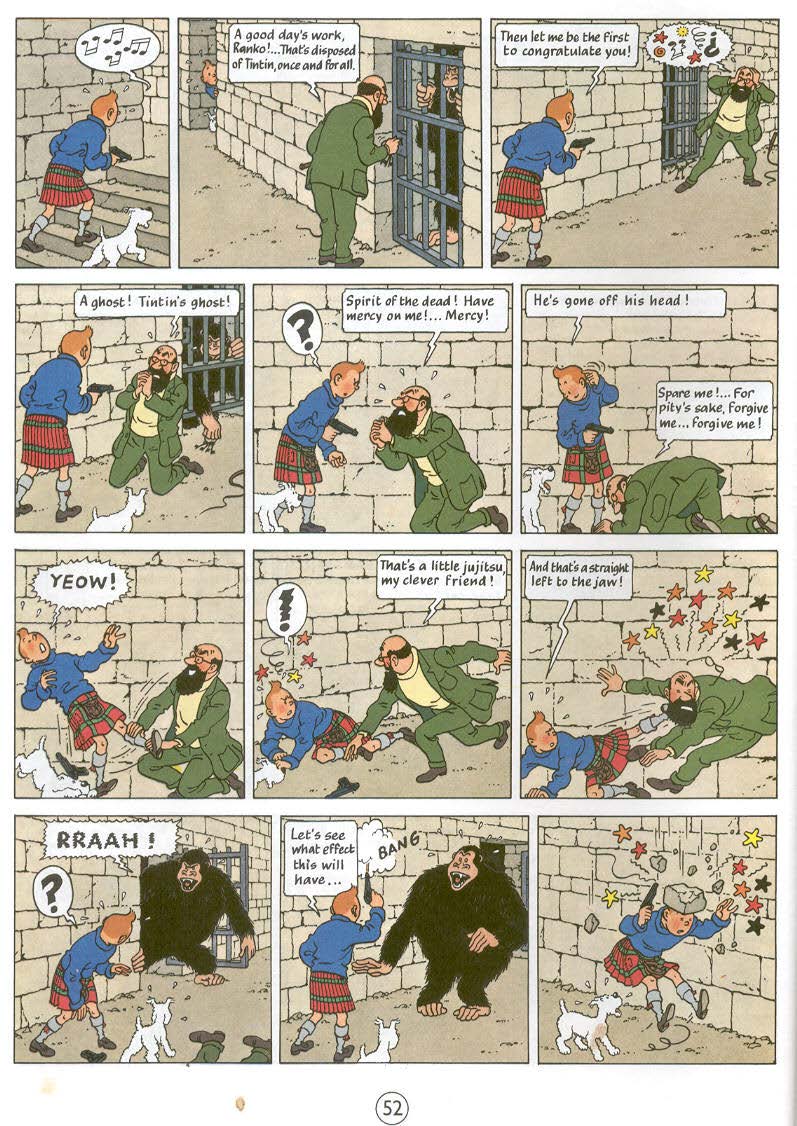 A good day's work,
Ranko!...That's disposed
of Tintin, once and for all.
Then let me be the first
to congratulate you!
?
A ghost! Tintin's ghost!
?
Spirit of the dead! Have
mercy on me!... Mercy!
He's gone off his head!
Spare me!... For
pity's sake, forgive
me... forgive me!
YEOW!
!
That's a little jujitsu,
my clever friend!
And that's a straight
left to the jaw!
RRAAH!
?
Let's see
what effect
this will
have...
BANG
52